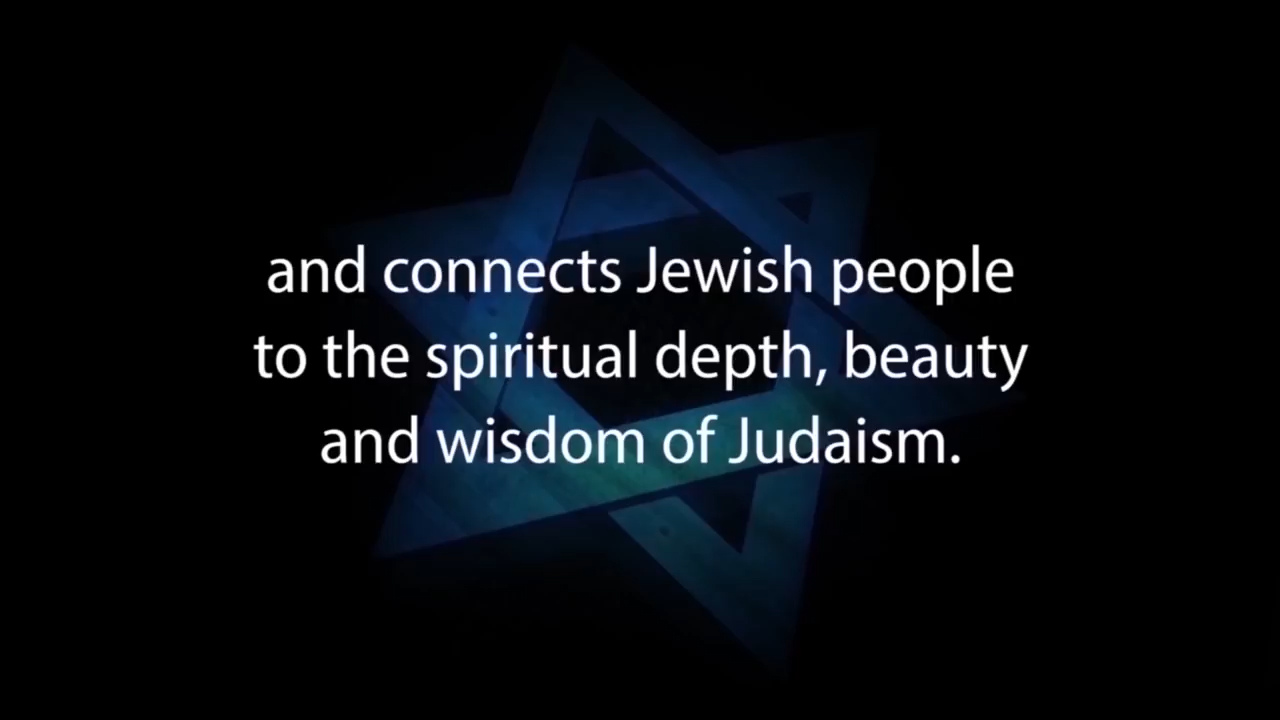 and connects Jewish people
to the spiritual depth, beauty
and wisdom of Judaism.